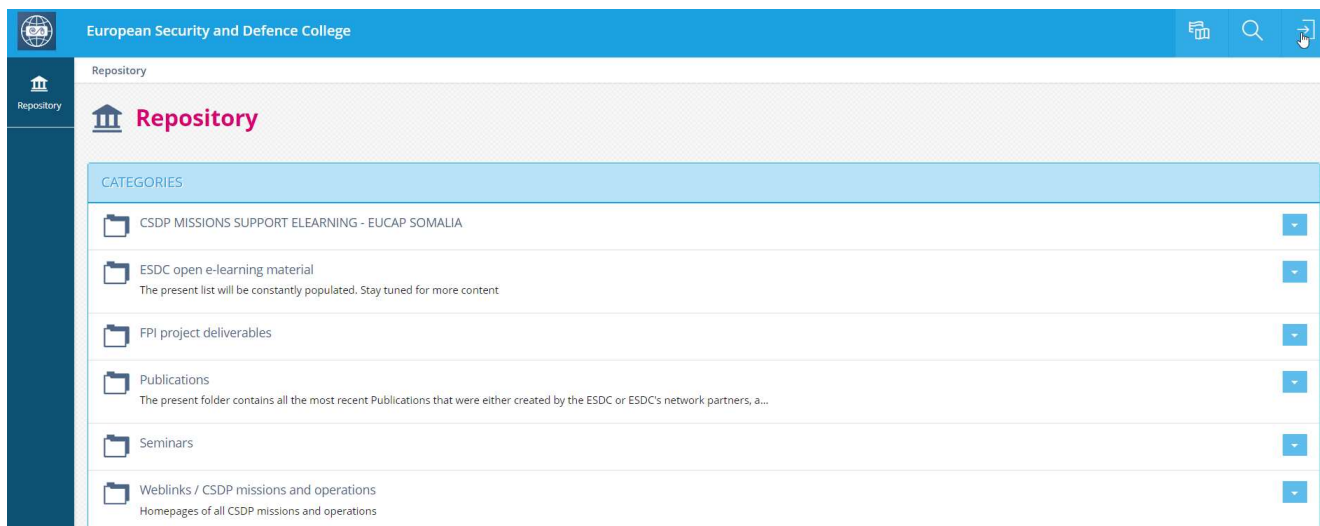 European Security and Defence College
Repository
Repository
Repository
CATEGORIES
CSDP MISSIONS SUPPORT ELEARNING - EUCAP SOMALIA
ESDC open e-learning material
The present list will be constantly populated. Stay tuned for more content
FPI project deliverables
Publications
The present folder contains all the most recent Publications that were either created by the ESDC or ESDC's network partners, a...
Seminars
Weblinks / CSDP missions and operations
Homepages of all CSDP missions and operations